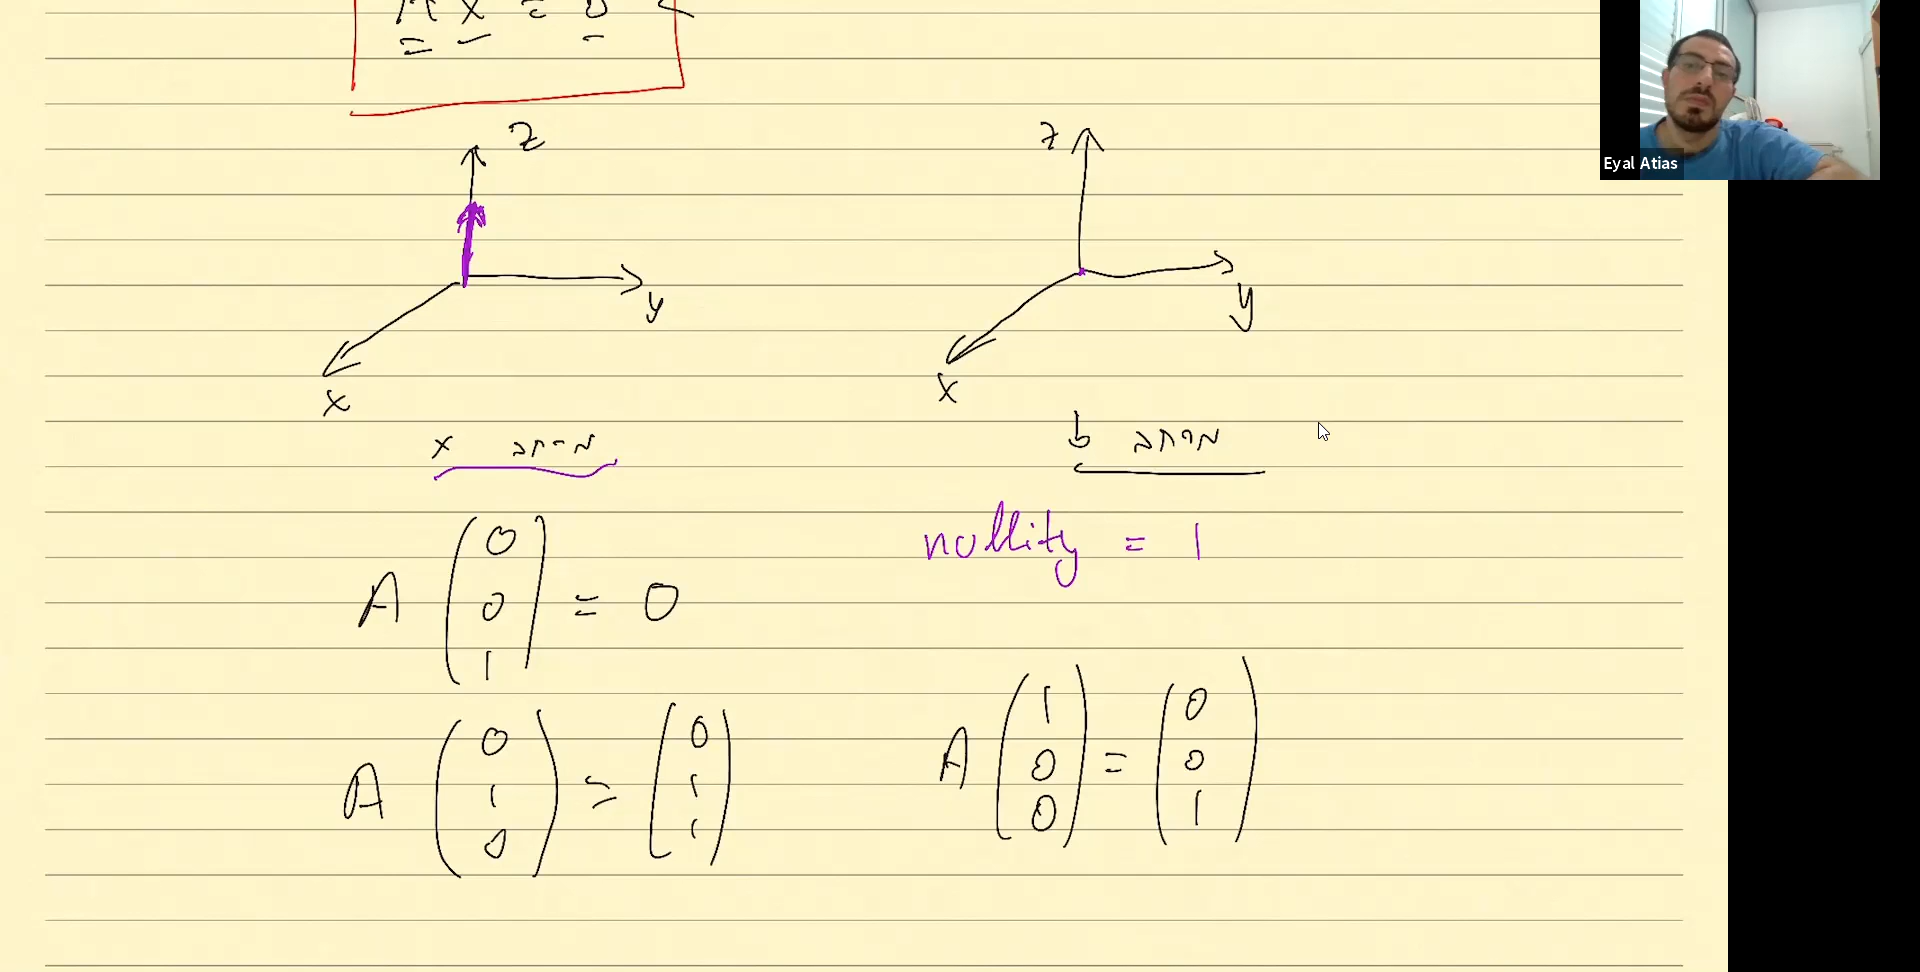 A x = 0
Eyal Atias
z
z
y
y
x
x
x מרחב
b מרחב
nullity = 1
A (0 0 1) = 0
A (0 1 0) = (0 1 1)
A (1 0 0) = (0 0 1)